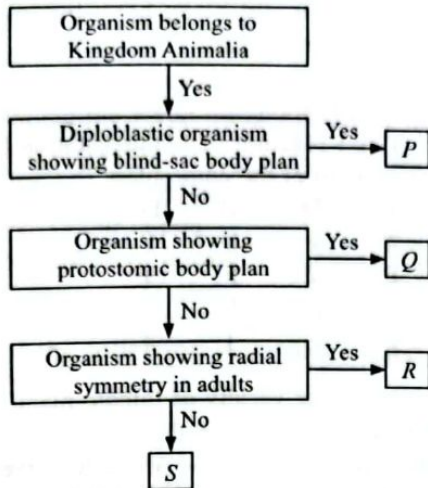 Organism belongs to
Kingdom Animalia
Yes
Diploblastic organism
showing blind-sac body plan
Yes
P
No
Organism showing
protostomic body plan
Yes
Q
No
Organism showing radial
symmetry in adults
Yes
R
No
S